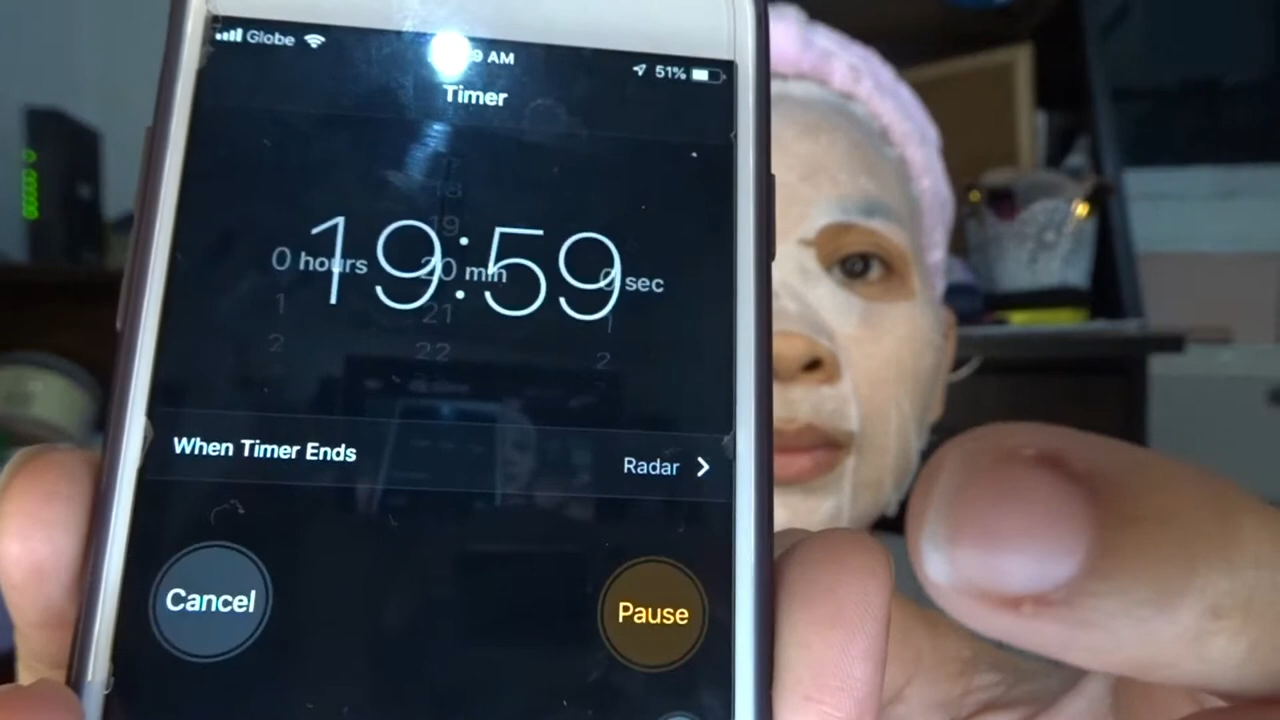 Globe 9 AM 51%
Timer
18
19
19:59
0 hours 20 min 0 sec
1 21 1
2 22 2
When Timer Ends Radar
Cancel Pause